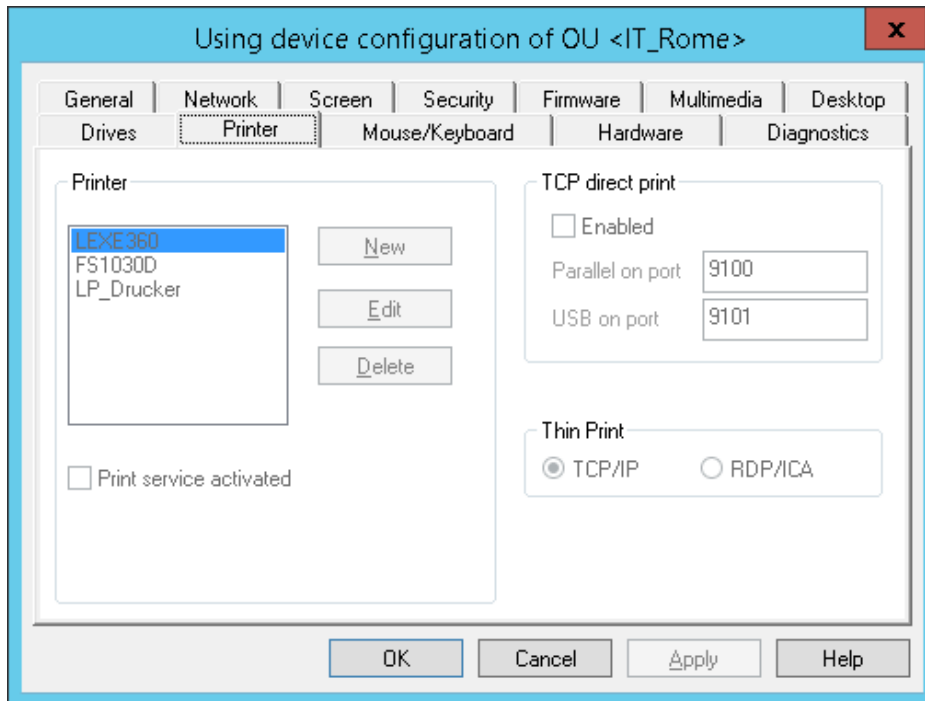 Using device configuration of OU <IT_Rome>
x
General Network Screen Security Firmware Multimedia Desktop
Drives Printer Mouse/Keyboard Hardware Diagnostics
Printer
LEXE360
FS1030D
LP_Drucker
New
Edit
Delete
Print service activated
TCP direct print
Enabled
Parallel on port 9100
USB on port 9101
Thin Print
TCP/IP RDP/ICA
OK Cancel Apply Help